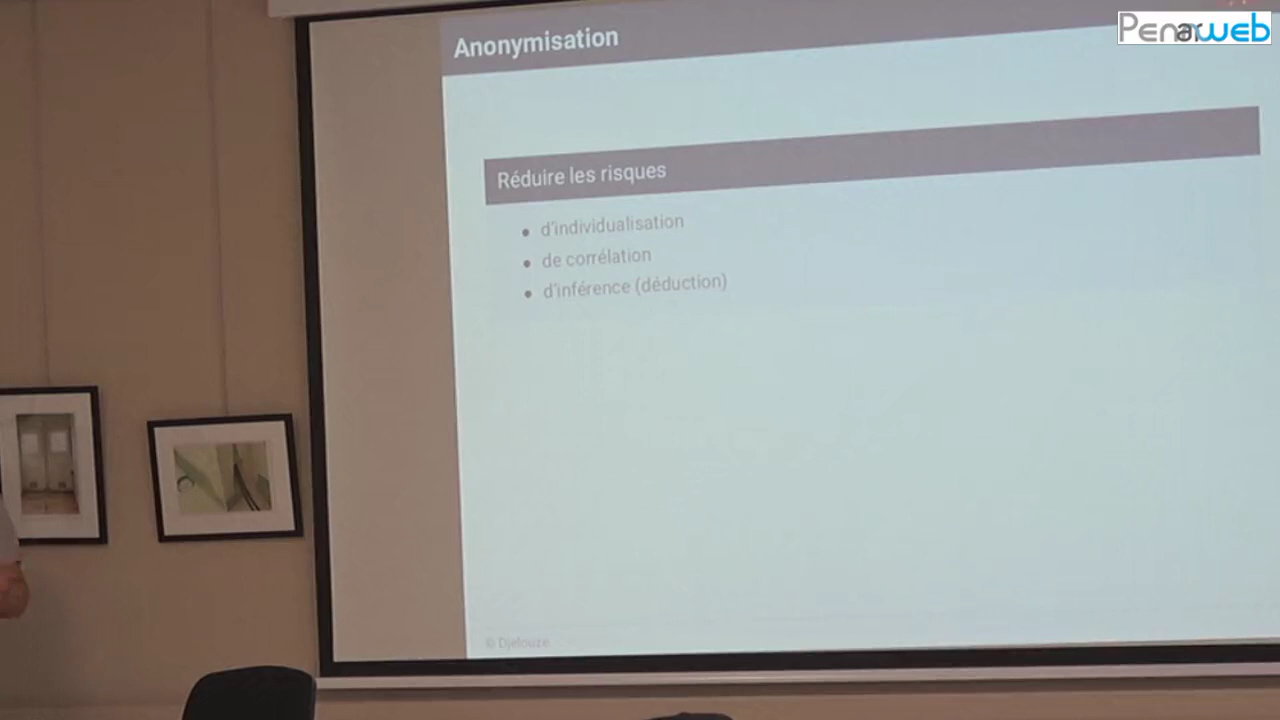 Anonymisation
Penarweb
Réduire les risques
d'individualisation
de corrélation
d'inférence (déduction)
© Djelouze